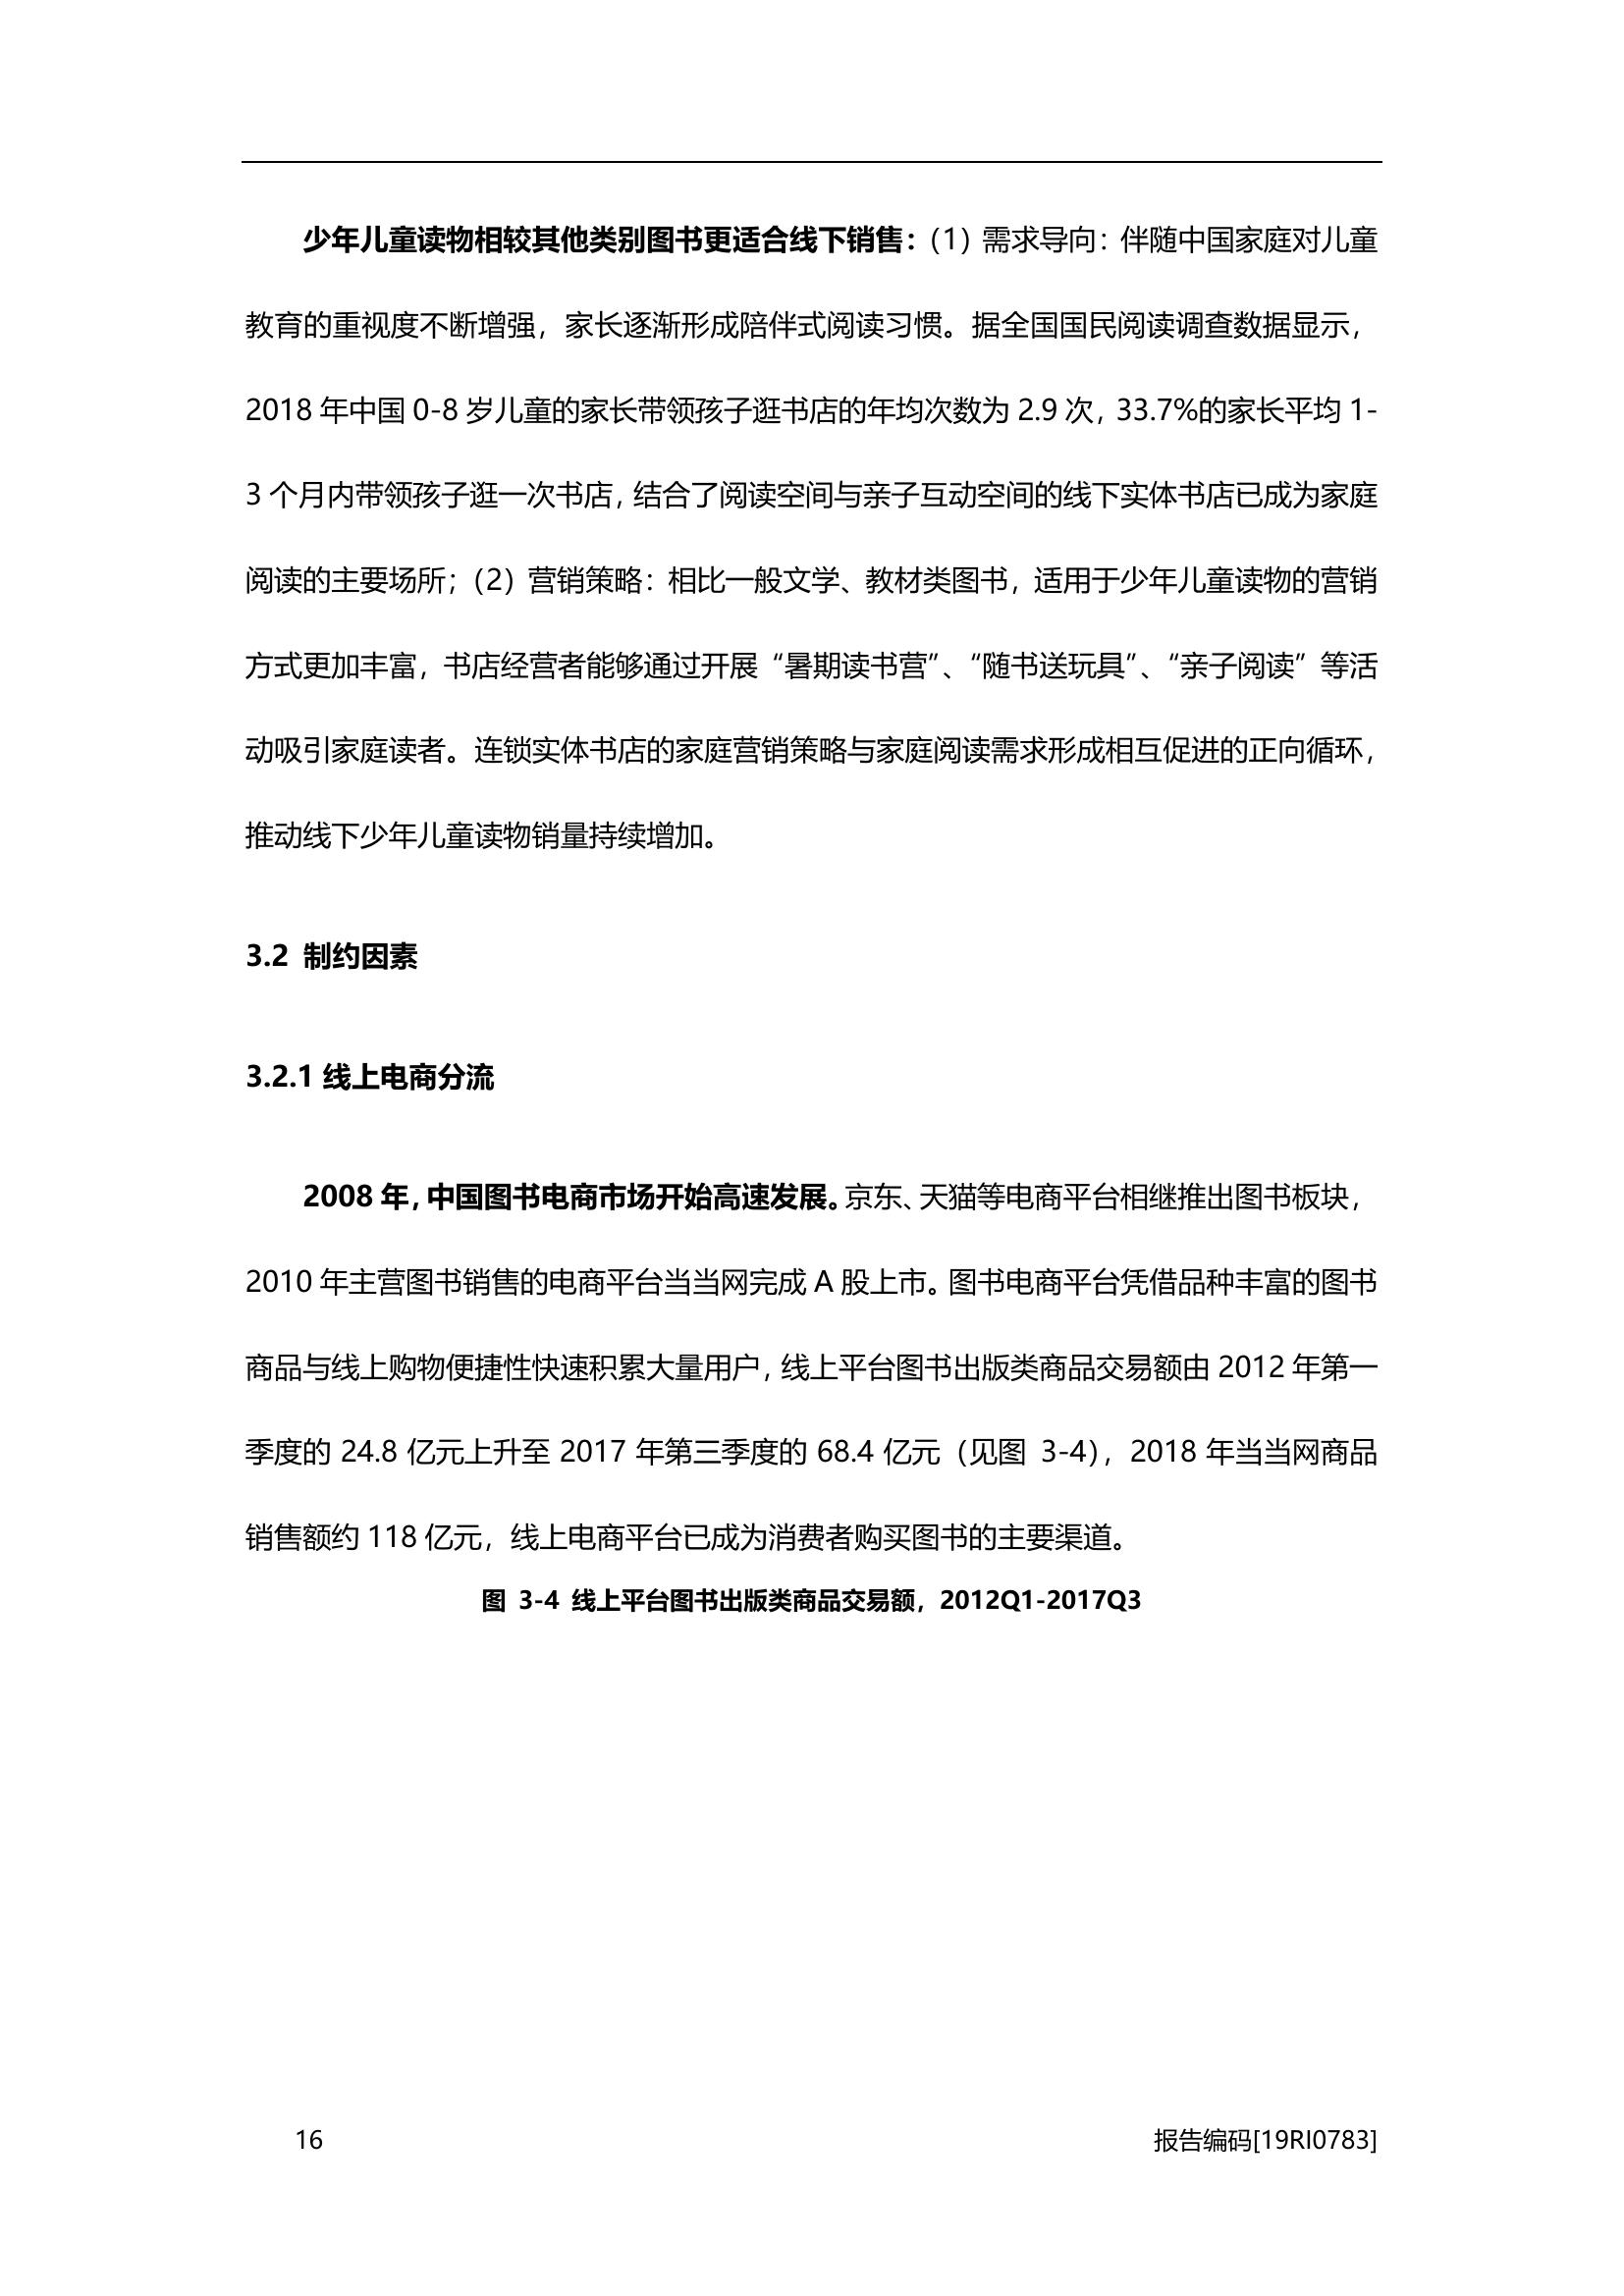 少年儿童读物相较其他类别图书更适合线下销售：（1）需求导向：伴随中国家庭对儿童
教育的重视度不断增强，家长逐渐形成陪伴式阅读习惯。据全国国民阅读调查数据显示，
2018 年中国 0-8 岁儿童的家长带领孩子逛书店的年均次数为 2.9 次，33.7%的家长平均 1-
3 个月内带领孩子逛一次书店，结合了阅读空间与亲子互动空间的线下实体书店已成为家庭
阅读的主要场所；（2）营销策略：相比一般文学、教材类图书，适用于少年儿童读物的营销
方式更加丰富，书店经营者能够通过开展“暑期读书营”、“随书送玩具”、“亲子阅读”等活
动吸引家庭读者。连锁实体书店的家庭营销策略与家庭阅读需求形成相互促进的正向循环，
推动线下少年儿童读物销量持续增加。
3.2 制约因素
3.2.1 线上电商分流
2008 年，中国图书电商市场开始高速发展。京东、天猫等电商平台相继推出图书板块，
2010 年主营图书销售的电商平台当当网完成 A 股上市。图书电商平台凭借品种丰富的图书
商品与线上购物便捷性快速积累大量用户，线上平台图书出版类商品交易额由 2012 年第一
季度的 24.8 亿元上升至 2017 年第三季度的 68.4 亿元（见图 3-4），2018 年当当网商品
销售额约 118 亿元，线上电商平台已成为消费者购买图书的主要渠道。
图 3-4 线上平台图书出版类商品交易额，2012Q1-2017Q3
16 报告编码[19RI0783]